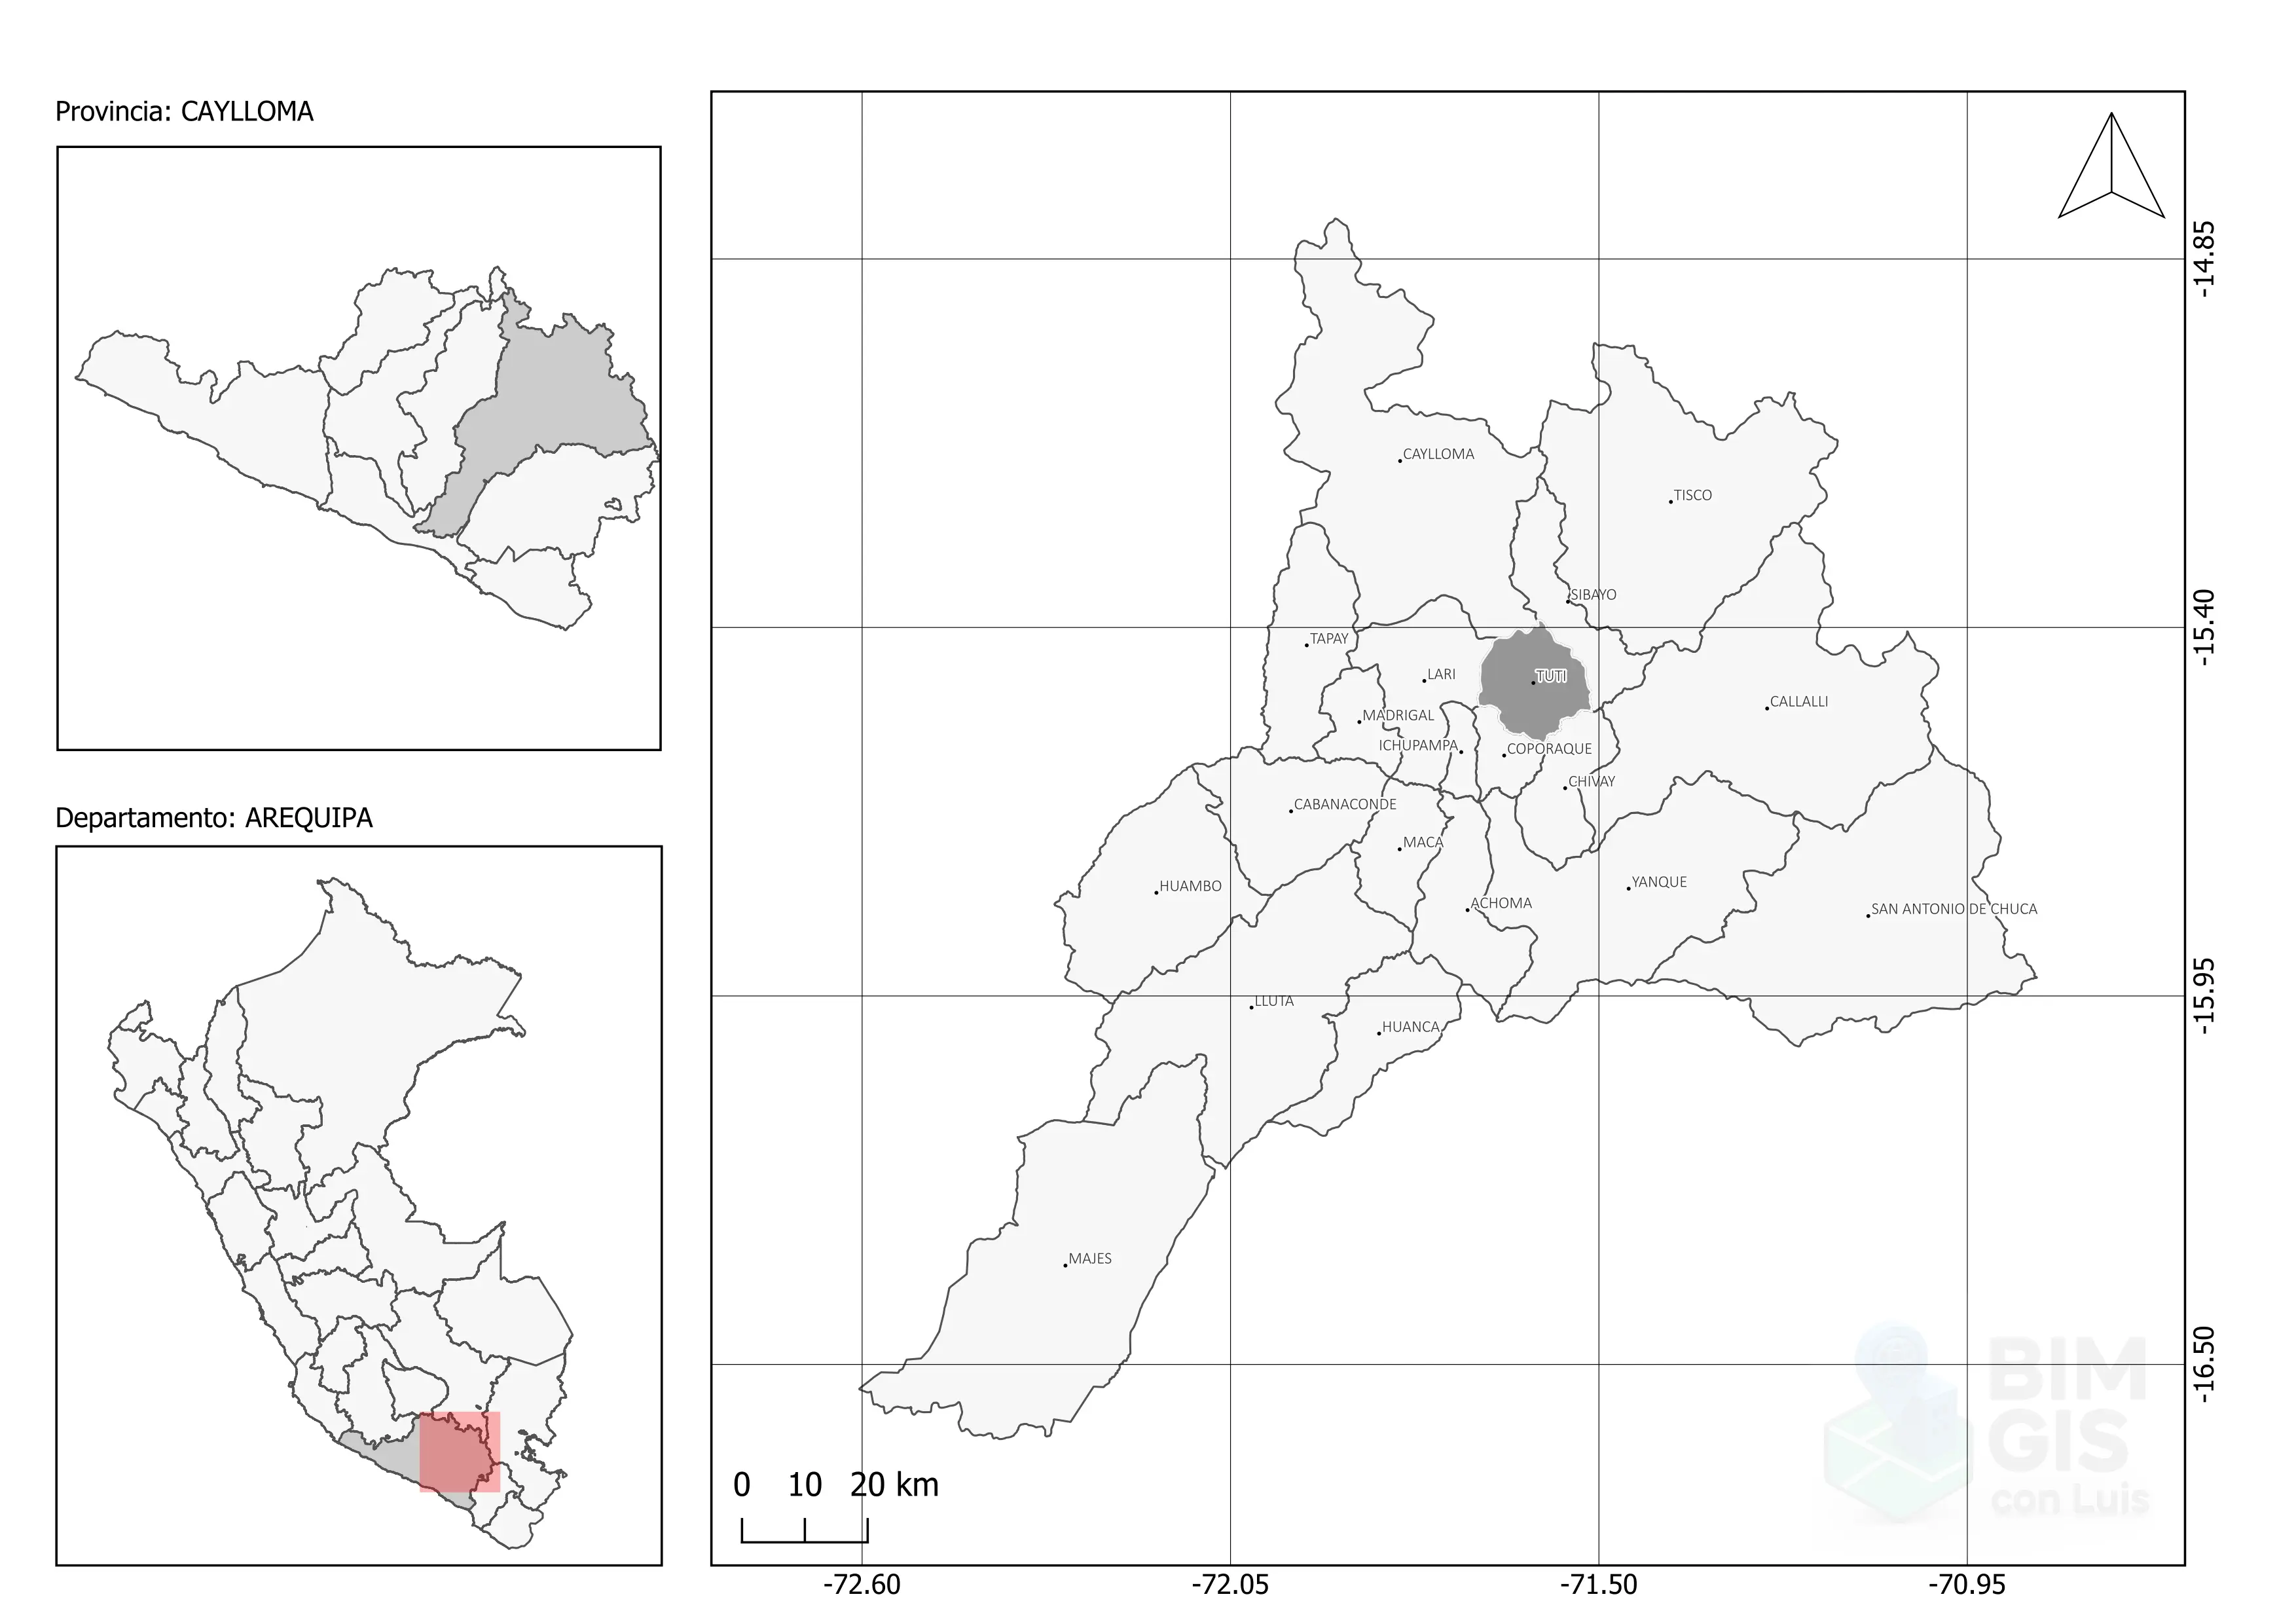 Provincia: CAYLLOMA
Departamento: AREQUIPA
CAYLLOMA
TISCO
SIBAYO
TAPAY
LARI
TUTI
CALLALLI
MADRIGAL
ICHUPAMPA
COPORAQUE
CHIVAY
CABANACONDE
MACA
HUAMBO
YANQUE
ACHOMA
SAN ANTONIO DE CHUCA
LLUTA
HUANCA
MAJES
-14.85
-15.40
-15.95
-16.50
0 10 20 km
BIM
GIS
con Luis
-72.60 -72.05 -71.50 -70.95